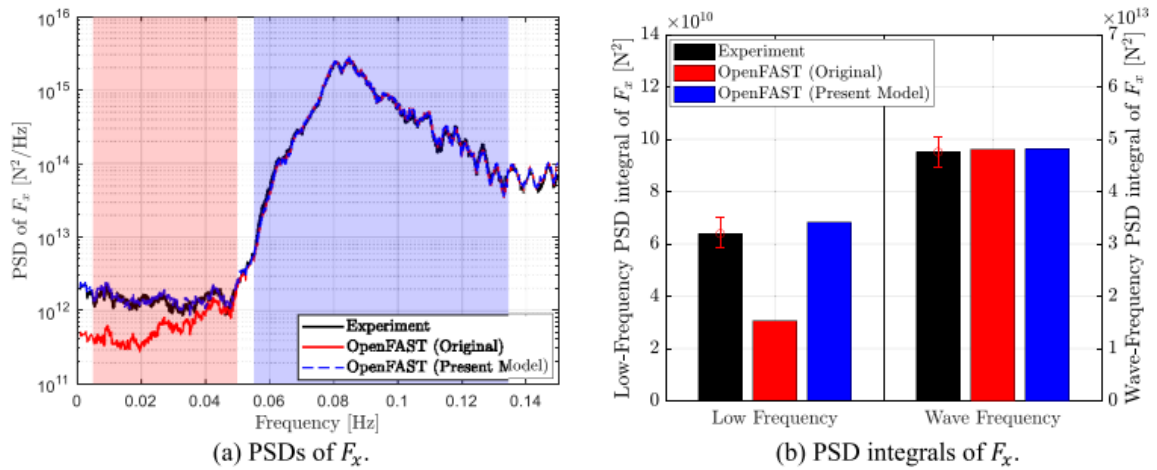 10^16
10^15
10^14
10^13
10^12
10^11
PSD of F_x [N^2/Hz]
Experiment
OpenFAST (Original)
OpenFAST (Present Model)
0 0.02 0.04 0.06 0.08 0.1 0.12 0.14
Frequency [Hz]
(a) PSDs of F_x.
×10^10
14
12
10
8
6
4
2
0
Low-Frequency PSD integral of F_x [N^2]
Experiment
OpenFAST (Original)
OpenFAST (Present Model)
×10^13
7
6
5
4
3
2
1
0
Wave-Frequency PSD integral of F_x [N^2]
Low Frequency Wave Frequency
(b) PSD integrals of F_x.